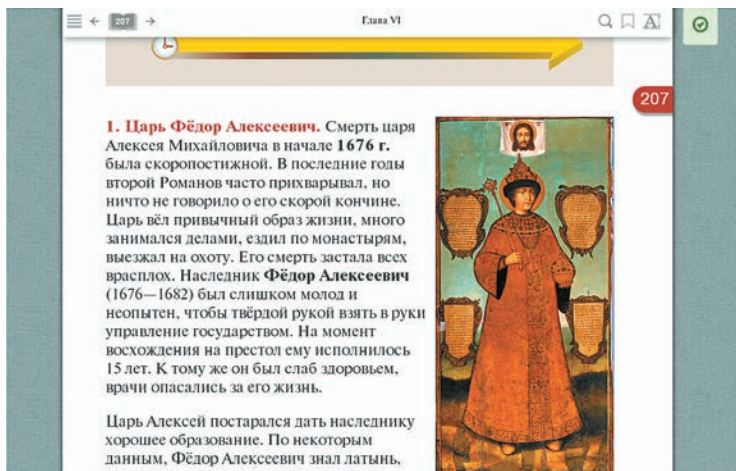 207
Глава VI
A
207
1. Царь Фёдор Алексеевич. Смерть царя
Алексея Михайловича в начале 1676 г.
была скоропостижной. В последние годы
второй Романов часто прихварывал, но
ничто не говорило о его скорой кончине.
Царь вёл привычный образ жизни, много
занимался делами, ездил по монастырям,
выезжал на охоту. Его смерть застала всех
врасплох. Наследник Фёдор Алексеевич
(1676—1682) был слишком молод и
неопытен, чтобы твёрдой рукой взять в руки
управление государством. На момент
восхождения на престол ему исполнилось
15 лет. К тому же он был слаб здоровьем,
врачи опасались за его жизнь.
Царь Алексей постарался дать наследнику
хорошее образование. По некоторым
данным, Фёдор Алексеевич знал латынь,